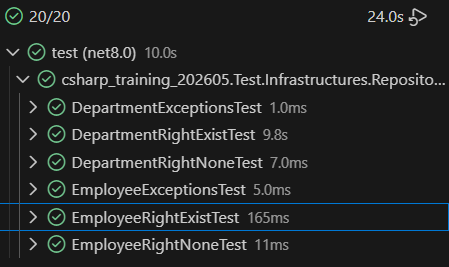 20/20 24.0s
test (net8.0) 10.0s
csharp_training_202605.Test.Infrastructures.Reposito...
DepartmentExceptionsTest 1.0ms
DepartmentRightExistTest 9.8s
DepartmentRightNoneTest 7.0ms
EmployeeExceptionsTest 5.0ms
EmployeeRightExistTest 165ms
EmployeeRightNoneTest 11ms